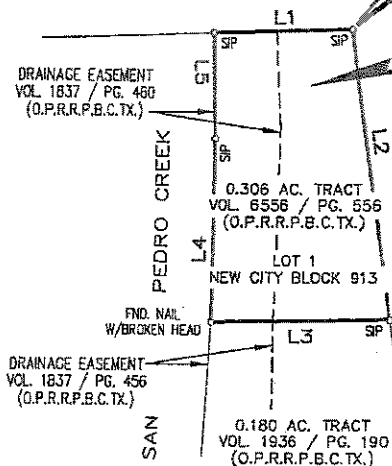 L1
SIP
SIP
L5
DRAINAGE EASEMENT
VOL. 1837 / PG. 460
(O.P.R.R.P.B.C.TX.)
L2
SIP
PEDRO CREEK
0.306 AC. TRACT
VOL. 6556 / PG. 556
(O.P.R.R.P.B.C.TX.)
L4
LOT 1
NEW CITY BLOCK 913
FND. NAIL
W/BROKEN HEAD
L3
SIP
DRAINAGE EASEMENT
VOL. 1837 / PG. 456
(O.P.R.R.P.B.C.TX.)
SAN
0.180 AC. TRACT
VOL. 1936 / PG. 190
(O.P.R.R.P.B.C.TX.)